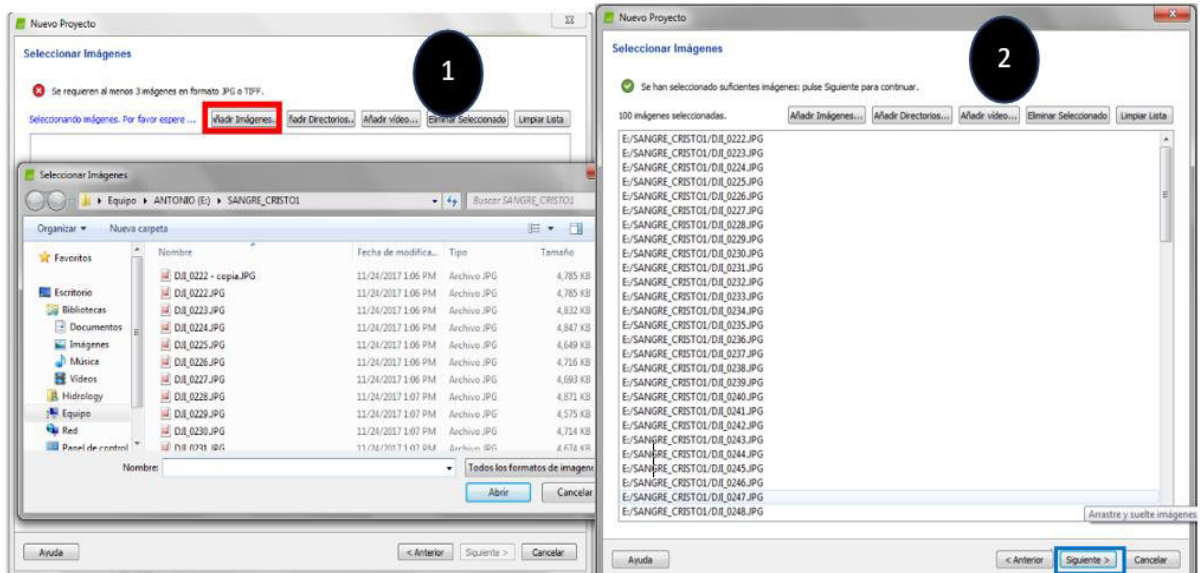 Nuevo Proyecto
Seleccionar Imágenes
1
Se requieren al menos 3 imágenes en formato JPG o TIFF.
Seleccionando imágenes. Por favor espere ... ñadir Imágenes... ñadir Directorios... Añadir vídeo... Eliminar Seleccionado Limpiar Lista
Seleccionar Imágenes
Equipo ANTONIO (E:) SANGRE_CRISTO1 Buscar SANGRE_CRISTO1
Organizar Nueva carpeta
Favoritos
Escritorio
Bibliotecas
Documentos
Imágenes
Música
Vídeos
Hidrology
Equipo
Red
Panel de control
Nombre Fecha de modifica... Tipo Tamaño
DJI_0222 - copia.JPG 11/24/2017 1:06 PM Archivo JPG 4,785 KB
DJI_0222.JPG 11/24/2017 1:06 PM Archivo JPG 4,785 KB
DJI_0223.JPG 11/24/2017 1:06 PM Archivo JPG 4,832 KB
DJI_0224.JPG 11/24/2017 1:06 PM Archivo JPG 4,847 KB
DJI_0225.JPG 11/24/2017 1:06 PM Archivo JPG 4,649 KB
DJI_0226.JPG 11/24/2017 1:06 PM Archivo JPG 4,716 KB
DJI_0227.JPG 11/24/2017 1:06 PM Archivo JPG 4,693 KB
DJI_0228.JPG 11/24/2017 1:07 PM Archivo JPG 4,871 KB
DJI_0229.JPG 11/24/2017 1:07 PM Archivo JPG 4,575 KB
DJI_0230.JPG 11/24/2017 1:07 PM Archivo JPG 4,714 KB
DJI_0231.JPG 11/24/2017 1:07 PM Archivo JPG 4,674 KB
Nombre: Todos los formatos de imagen
Abrir Cancelar
Ayuda < Anterior Siguiente > Cancelar
Nuevo Proyecto
Seleccionar Imágenes
2
Se han seleccionado suficientes imágenes: pulse Siguiente para continuar.
100 imágenes seleccionadas. Añadir Imágenes... Añadir Directorios... Añadir vídeo... Eliminar Seleccionado Limpiar Lista
E:/SANGRE_CRISTO1/DJI_0222.JPG
E:/SANGRE_CRISTO1/DJI_0223.JPG
E:/SANGRE_CRISTO1/DJI_0224.JPG
E:/SANGRE_CRISTO1/DJI_0225.JPG
E:/SANGRE_CRISTO1/DJI_0226.JPG
E:/SANGRE_CRISTO1/DJI_0227.JPG
E:/SANGRE_CRISTO1/DJI_0228.JPG
E:/SANGRE_CRISTO1/DJI_0229.JPG
E:/SANGRE_CRISTO1/DJI_0230.JPG
E:/SANGRE_CRISTO1/DJI_0231.JPG
E:/SANGRE_CRISTO1/DJI_0232.JPG
E:/SANGRE_CRISTO1/DJI_0233.JPG
E:/SANGRE_CRISTO1/DJI_0234.JPG
E:/SANGRE_CRISTO1/DJI_0235.JPG
E:/SANGRE_CRISTO1/DJI_0236.JPG
E:/SANGRE_CRISTO1/DJI_0237.JPG
E:/SANGRE_CRISTO1/DJI_0238.JPG
E:/SANGRE_CRISTO1/DJI_0239.JPG
E:/SANGRE_CRISTO1/DJI_0240.JPG
E:/SANGRE_CRISTO1/DJI_0241.JPG
E:/SANGRE_CRISTO1/DJI_0242.JPG
E:/SANGRE_CRISTO1/DJI_0243.JPG
E:/SANGRE_CRISTO1/DJI_0244.JPG
E:/SANGRE_CRISTO1/DJI_0245.JPG
E:/SANGRE_CRISTO1/DJI_0246.JPG
E:/SANGRE_CRISTO1/DJI_0247.JPG
E:/SANGRE_CRISTO1/DJI_0248.JPG
Arrastre y suelte imágenes
Ayuda < Anterior Siguiente > Cancelar